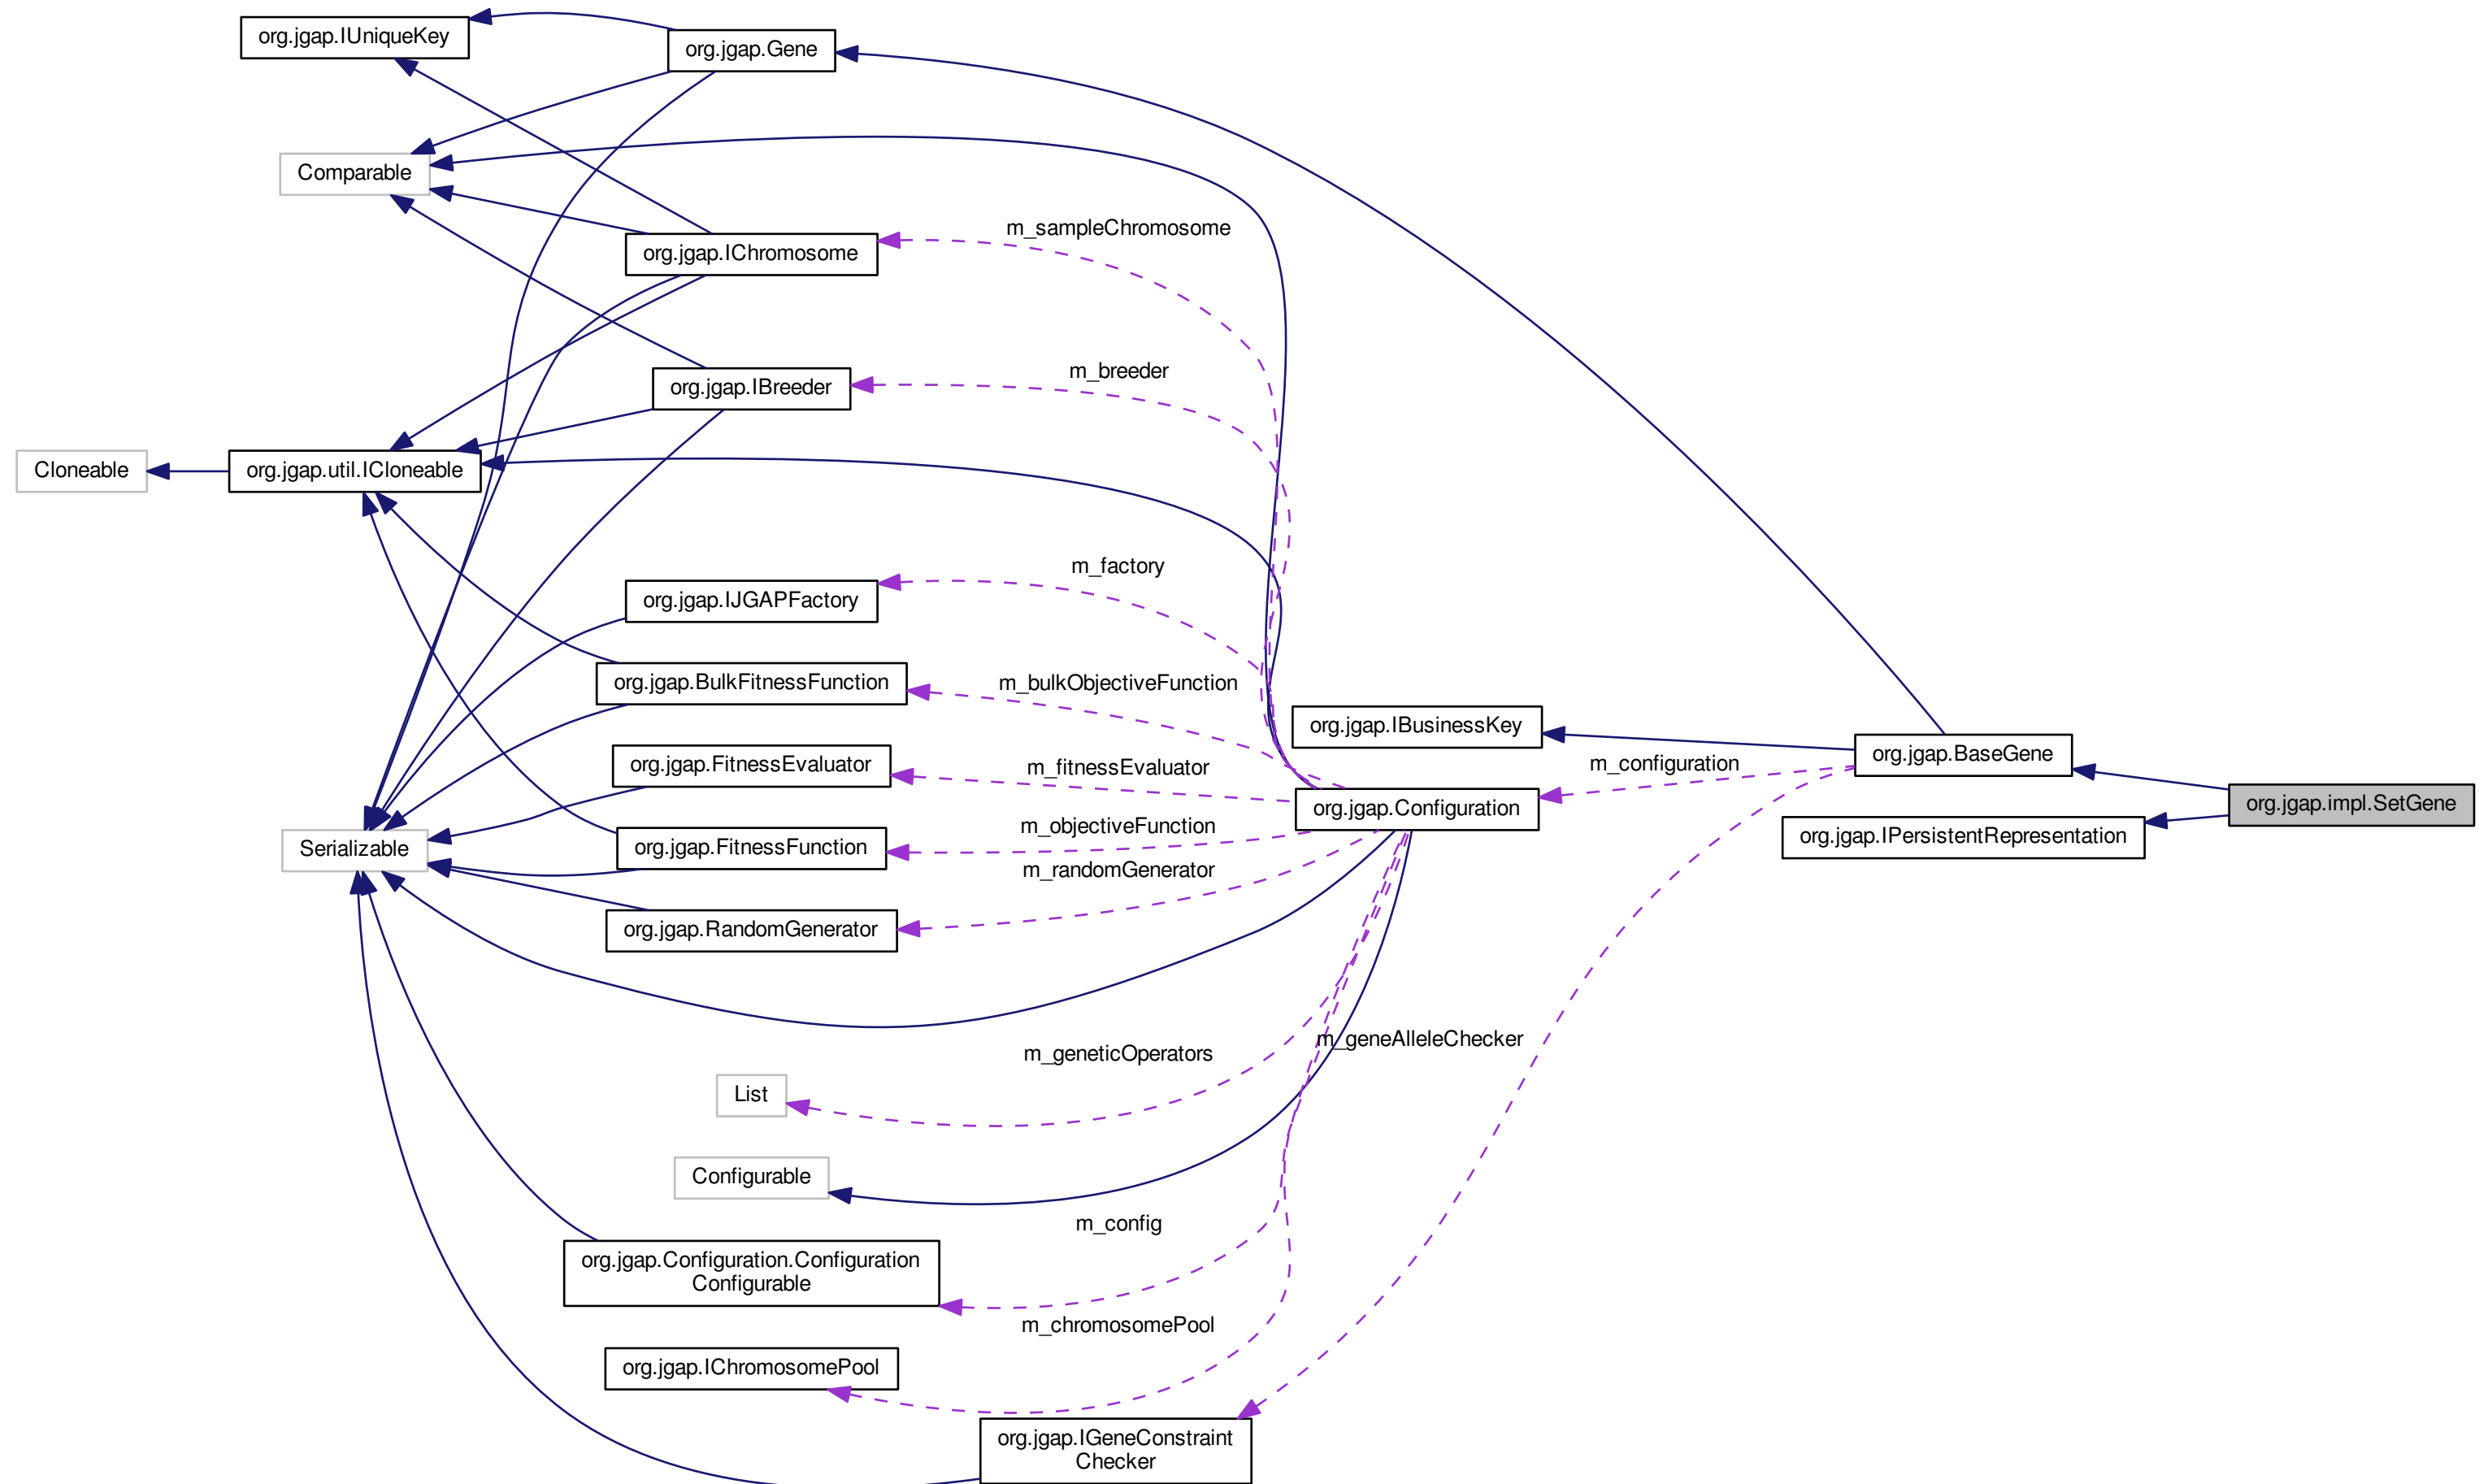 org.jgap.IUniqueKey
org.jgap.Gene
Comparable
m_sampleChromosome
org.jgap.IChromosome
m_breeder
org.jgap.IBreeder
Cloneable
org.jgap.util.ICloneable
m_factory
org.jgap.IJGAPFactory
m_bulkObjectiveFunction
org.jgap.BulkFitnessFunction
org.jgap.IBusinessKey
org.jgap.BaseGene
m_configuration
m_fitnessEvaluator
org.jgap.FitnessEvaluator
org.jgap.Configuration
org.jgap.impl.SetGene
m_objectiveFunction
org.jgap.IPersistentRepresentation
Serializable
org.jgap.FitnessFunction
m_randomGenerator
org.jgap.RandomGenerator
m_geneAlleleChecker
m_geneticOperators
List
Configurable
m_config
org.jgap.Configuration.Configuration
Configurable
m_chromosomePool
org.jgap.IChromosomePool
org.jgap.IGeneConstraint
Checker